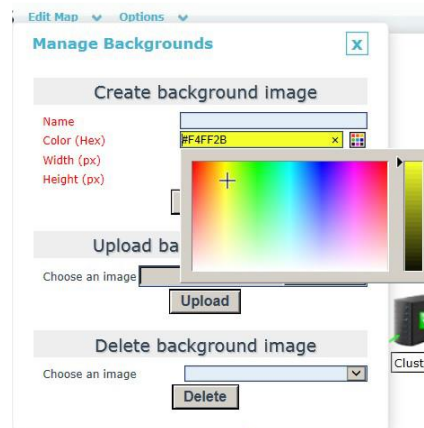 Edit Map Options
Manage Backgrounds x
Create background image
Name
Color (Hex) #F4FF2B ×
Width (px)
Height (px)
Upload ba
Choose an image
Upload
Delete background image
Choose an image
Delete
Clust